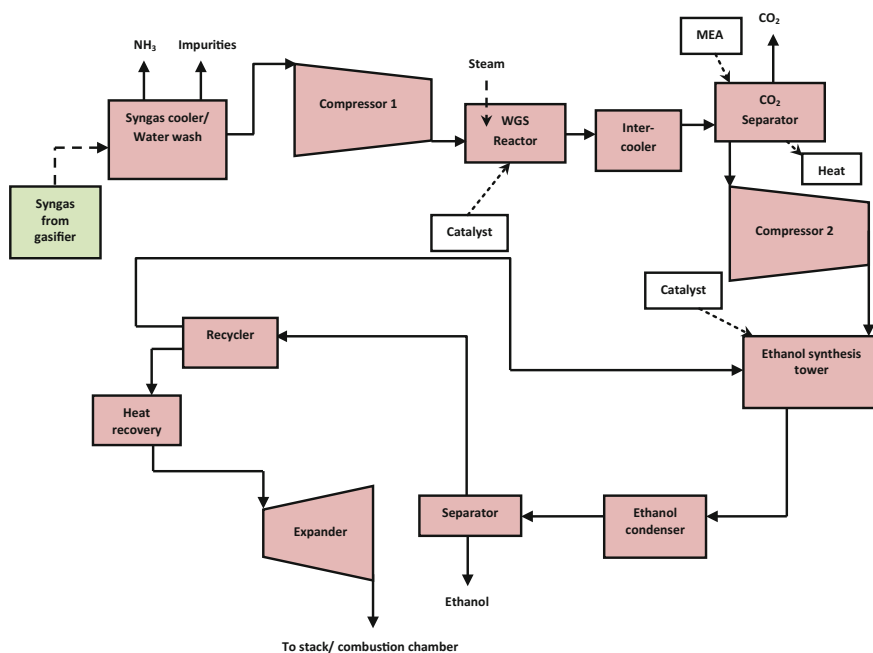 NH₃
Impurities
Syngas cooler/
Water wash
Syngas
from
gasifier
Compressor 1
Steam
WGS
Reactor
Catalyst
Inter-
cooler
MEA
CO₂
CO₂
Separator
Heat
Compressor 2
Catalyst
Ethanol synthesis
tower
Recycler
Heat
recovery
Expander
Separator
Ethanol
condenser
Ethanol
To stack/ combustion chamber